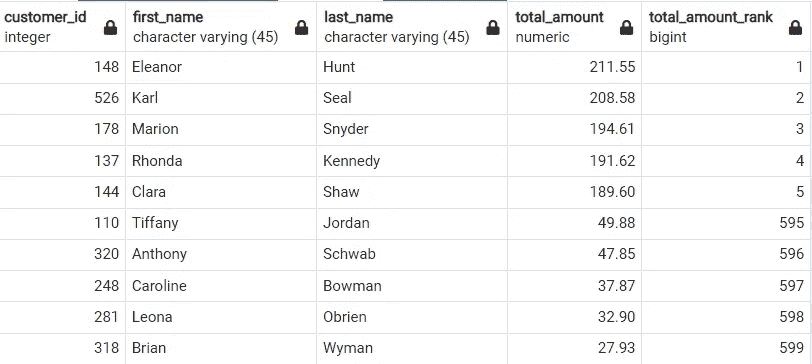 customer_id first_name last_name total_amount total_amount_rank
integer character varying (45) character varying (45) numeric bigint
148 Eleanor Hunt 211.55 1
526 Karl Seal 208.58 2
178 Marion Snyder 194.61 3
137 Rhonda Kennedy 191.62 4
144 Clara Shaw 189.60 5
110 Tiffany Jordan 49.88 595
320 Anthony Schwab 47.85 596
248 Caroline Bowman 37.87 597
281 Leona Obrien 32.90 598
318 Brian Wyman 27.93 599